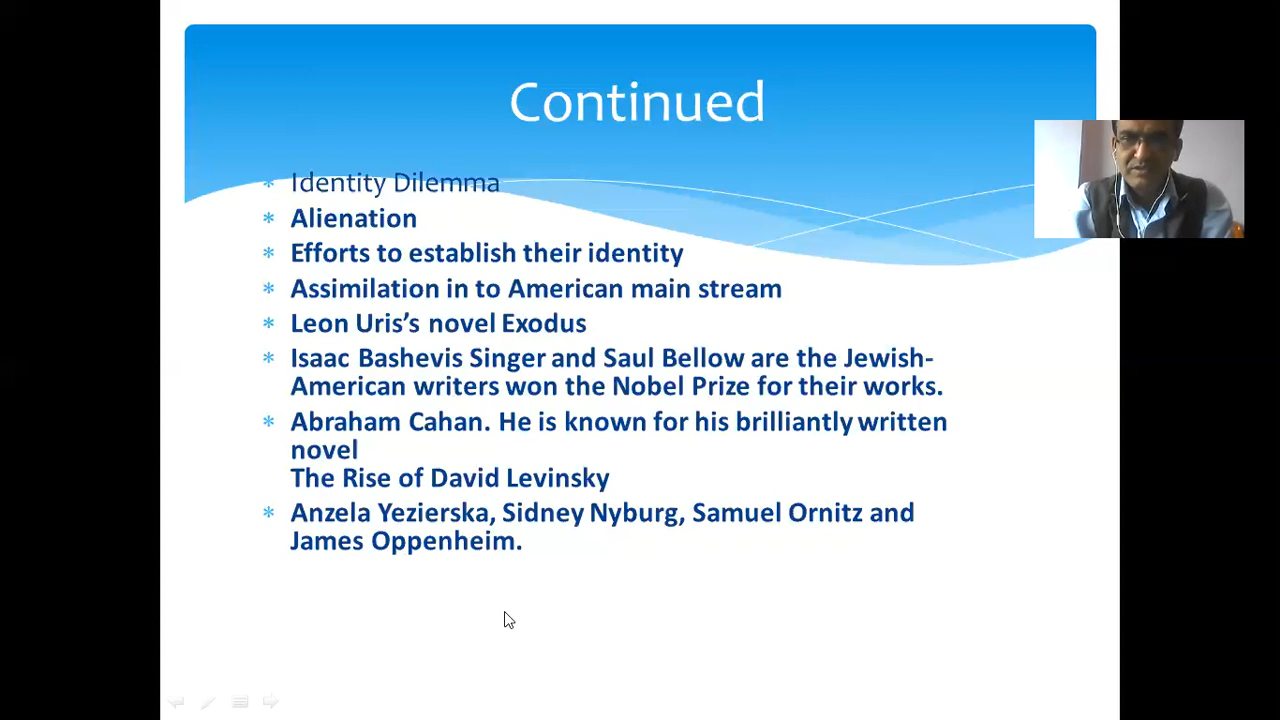 Continued
Identity Dilemma
Alienation
Efforts to establish their identity
Assimilation in to American main stream
Leon Uris’s novel Exodus
Isaac Bashevis Singer and Saul Bellow are the Jewish-
American writers won the Nobel Prize for their works.
Abraham Cahan. He is known for his brilliantly written
novel
The Rise of David Levinsky
Anzela Yezierska, Sidney Nyburg, Samuel Ornitz and
James Oppenheim.